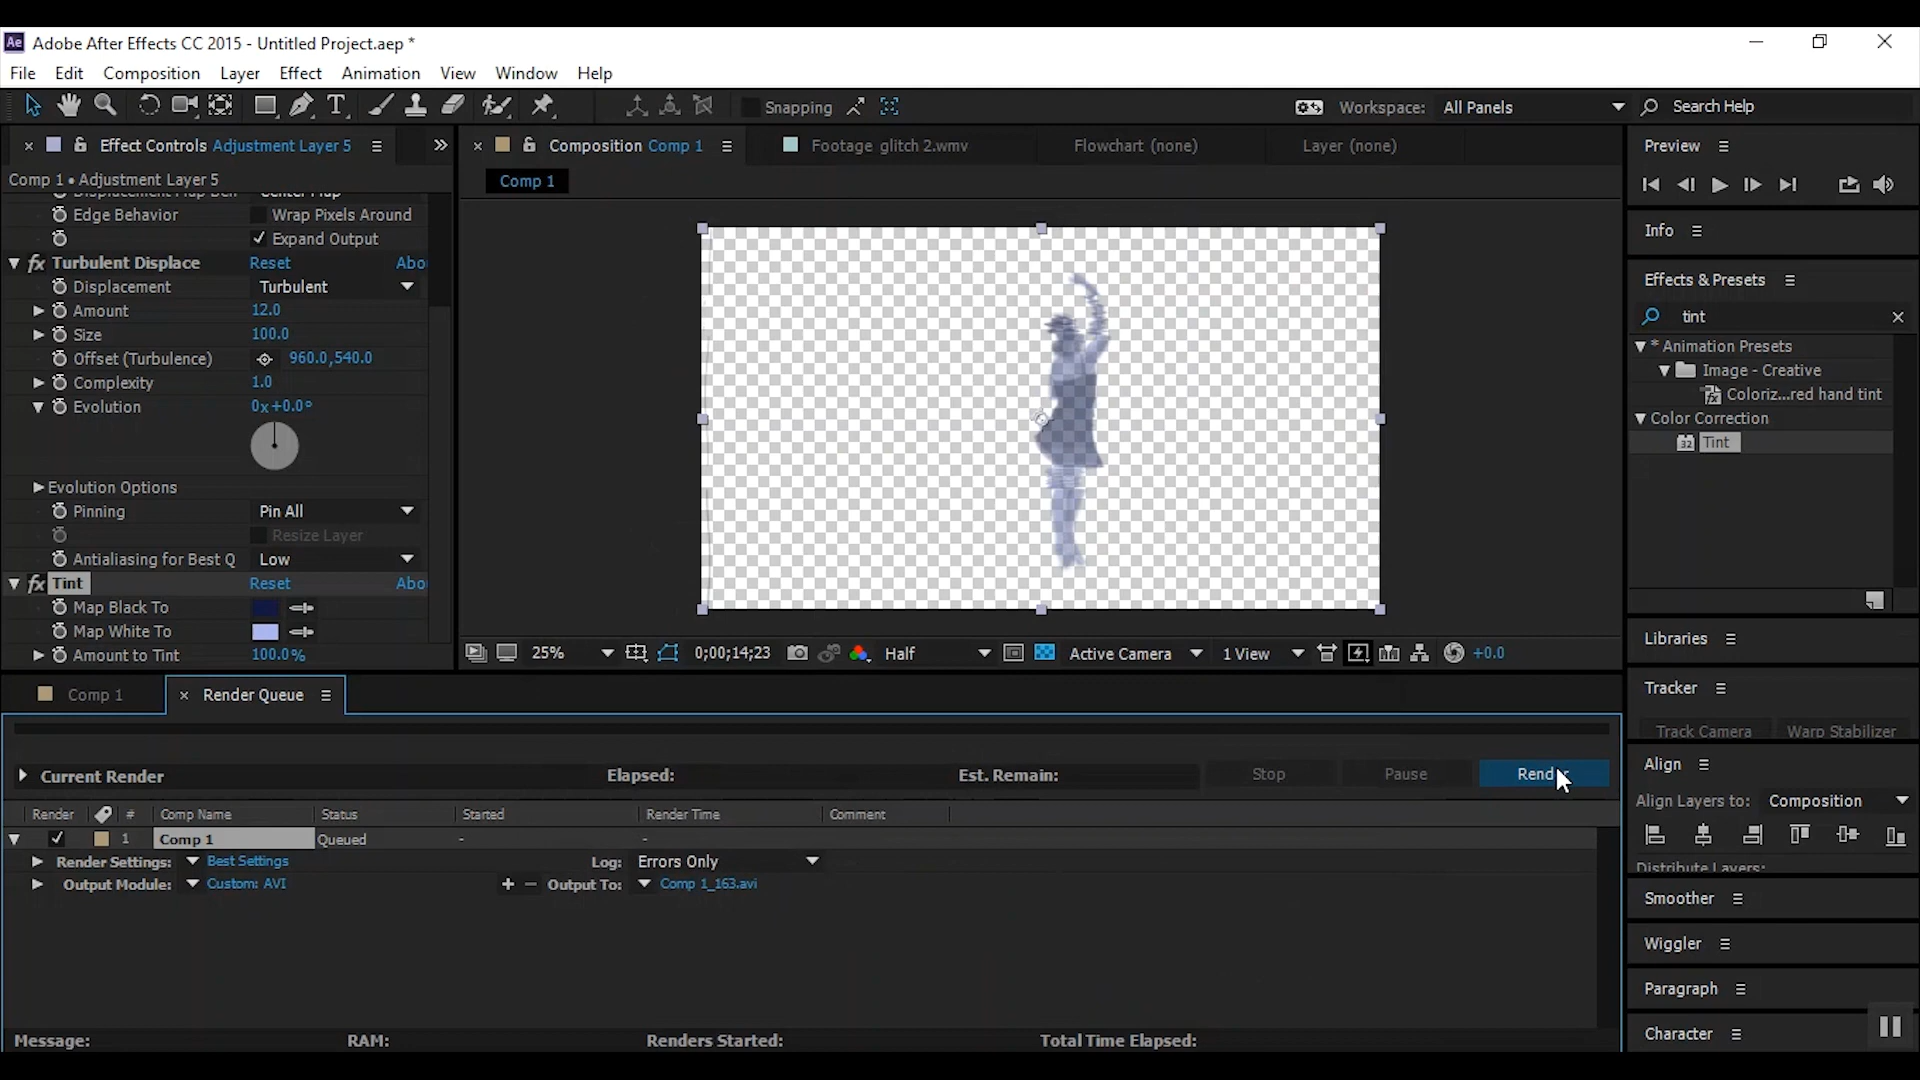 Ae Adobe After Effects CC 2015 - Untitled Project.aep *
File Edit Composition Layer Effect Animation View Window Help
Snapping Workspace: All Panels Search Help
Effect Controls Adjustment Layer 5
Composition Comp 1
Footage glitch 2.wmv
Flowchart (none)
Layer (none)
Preview
Comp 1 • Adjustment Layer 5
Comp 1
Edge Behavior Wrap Pixels Around
Expand Output
fx Turbulent Displace Reset Abo
Displacement Turbulent
Amount 12.0
Size 100.0
Offset (Turbulence) 960.0,540.0
Complexity 1.0
Evolution 0x+0.0°
Evolution Options
Pinning Pin All
Resize Layer
Antialiasing for Best Q Low
fx Tint Reset Abo
Map Black To
Map White To
Amount to Tint 100.0%
25% 0;00;14;23 Half Active Camera 1 View +0.0
Info
Effects & Presets
tint
* Animation Presets
Image - Creative
Coloriz...red hand tint
Color Correction
32 Tint
Libraries
Tracker
Track Camera Warp Stabilizer
Align
Align Layers to: Composition
Distribute Layers:
Smoother
Wiggler
Paragraph
Character
Comp 1 Render Queue
Current Render Elapsed: Est. Remain: Stop Pause Render
Render # Comp Name Status Started Render Time Comment
1 Comp 1 Queued - -
Render Settings: Best Settings Log: Errors Only
Output Module: Custom: AVI + - Output To: Comp 1_163.avi
Message: RAM: Renders Started: Total Time Elapsed: